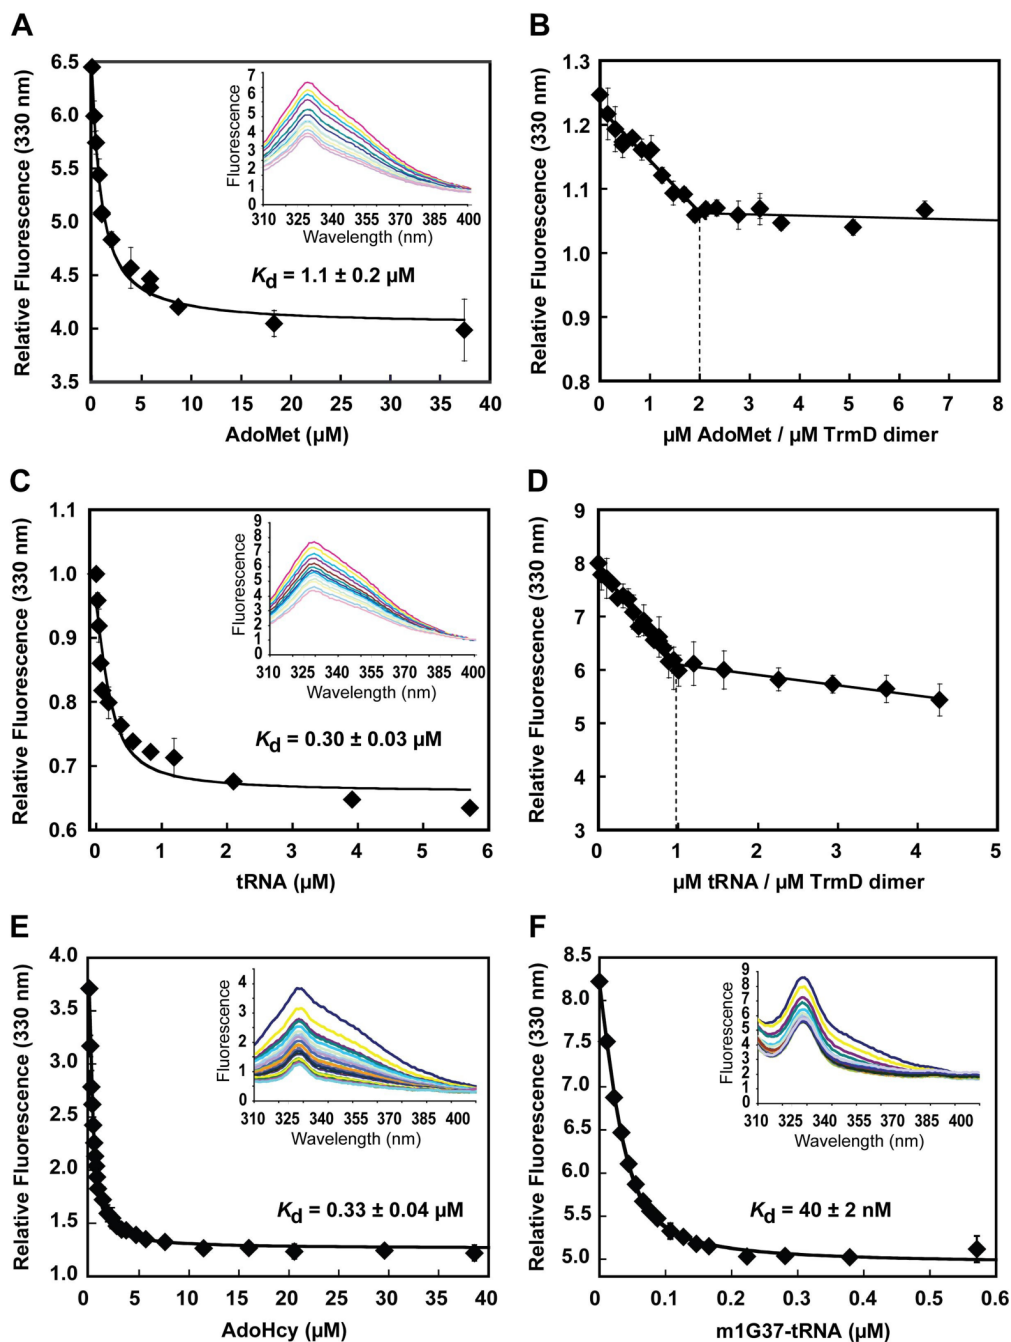 A
Relative Fluorescence (330 nm)
6.5
6.0
5.5
5.0
4.5
4.0
3.5
0 5 10 15 20 25 30 35 40
AdoMet (µM)
Fluorescence
7
6
5
4
3
2
1
0
310 325 340 355 370 385 400
Wavelength (nm)
Kd = 1.1 ± 0.2 µM
B
Relative Fluorescence (330 nm)
1.3
1.2
1.1
1.0
0.9
0.8
0 1 2 3 4 5 6 7 8
µM AdoMet / µM TrmD dimer
C
Relative Fluorescence (330 nm)
1.1
1.0
0.9
0.8
0.7
0.6
0 1 2 3 4 5 6
tRNA (µM)
Fluorescence
9
8
7
6
5
4
3
2
1
0
310 325 340 355 370 385 400
Wavelength (nm)
Kd = 0.30 ± 0.03 µM
D
Relative Fluorescence (330 nm)
9
8
7
6
5
4
3
0 1 2 3 4 5
µM tRNA / µM TrmD dimer
E
Relative Fluorescence (330 nm)
4.0
3.5
3.0
2.5
2.0
1.5
1.0
0 5 10 15 20 25 30 35 40
AdoHcy (µM)
Fluorescence
4
3
2
1
0
310 325 340 355 370 385 400
Wavelength (nm)
Kd = 0.33 ± 0.04 µM
F
Relative Fluorescence (330 nm)
8.5
8.0
7.5
7.0
6.5
6.0
5.5
5.0
4.5
0 0.1 0.2 0.3 0.4 0.5 0.6
m1G37-tRNA (µM)
Fluorescence
9
8
7
6
5
4
3
2
1
0
310 325 340 355 370 385 400
Wavelength (nm)
Kd = 40 ± 2 nM